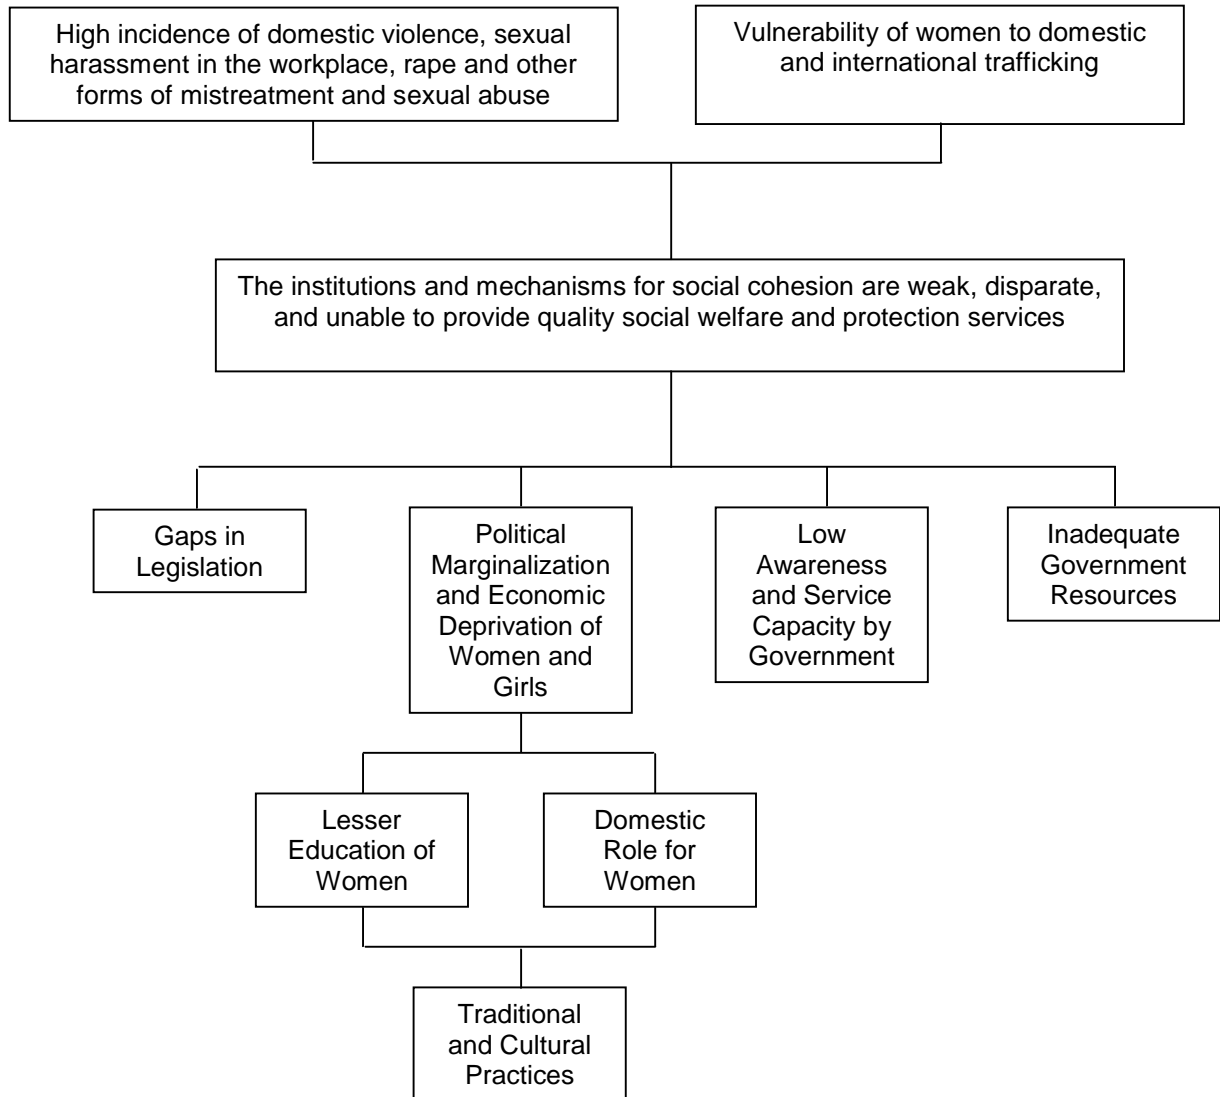 High incidence of domestic violence, sexual
harassment in the workplace, rape and other
forms of mistreatment and sexual abuse
Vulnerability of women to domestic
and international trafficking
The institutions and mechanisms for social cohesion are weak, disparate,
and unable to provide quality social welfare and protection services
Gaps in
Legislation
Political
Marginalization
and Economic
Deprivation of
Women and
Girls
Low
Awareness
and Service
Capacity by
Government
Inadequate
Government
Resources
Lesser
Education of
Women
Domestic
Role for
Women
Traditional
and Cultural
Practices